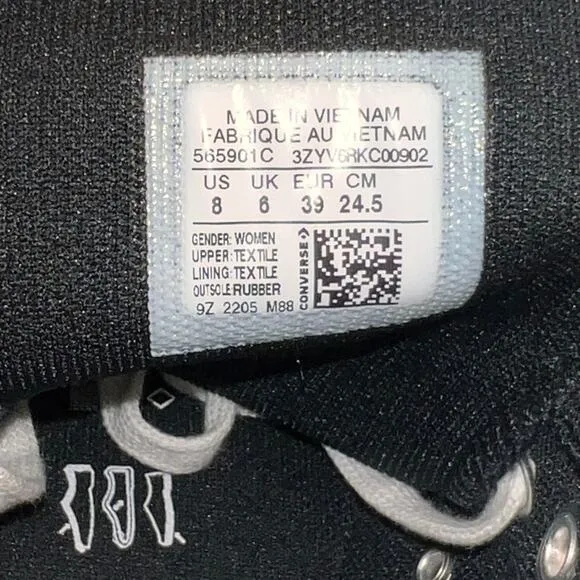 MADE IN VIETNAM
FABRIQUE AU VIETNAM
565901C 3ZYV6RKC00902
US UK EUR CM
8 6 39 24.5
GENDER: WOMEN
UPPER: TEXTILE
LINING: TEXTILE
OUTSOLE: RUBBER
9Z 2205 M88
CONVERSE